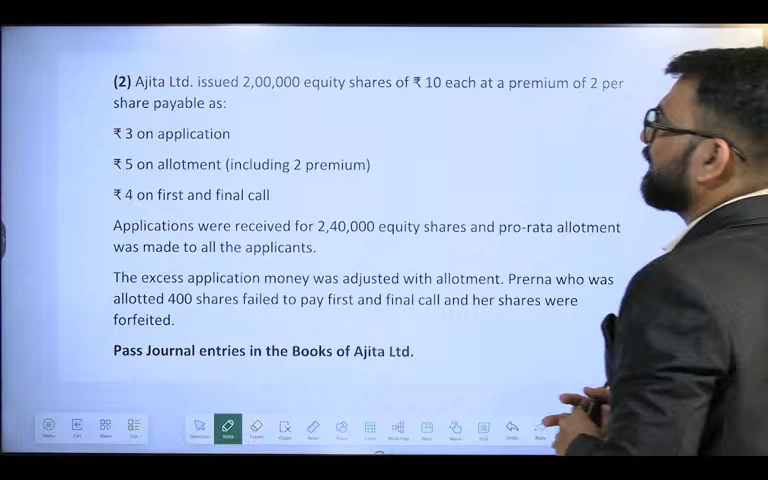 (2) Ajita Ltd. issued 2,00,000 equity shares of ₹ 10 each at a premium of 2 per
share payable as:
₹ 3 on application
₹ 5 on allotment (including 2 premium)
₹ 4 on first and final call
Applications were received for 2,40,000 equity shares and pro-rata allotment
was made to all the applicants.
The excess application money was adjusted with allotment. Prerna who was
allotted 400 shares failed to pay first and final call and her shares were
forfeited.
Pass Journal entries in the Books of Ajita Ltd.
Menu Undo